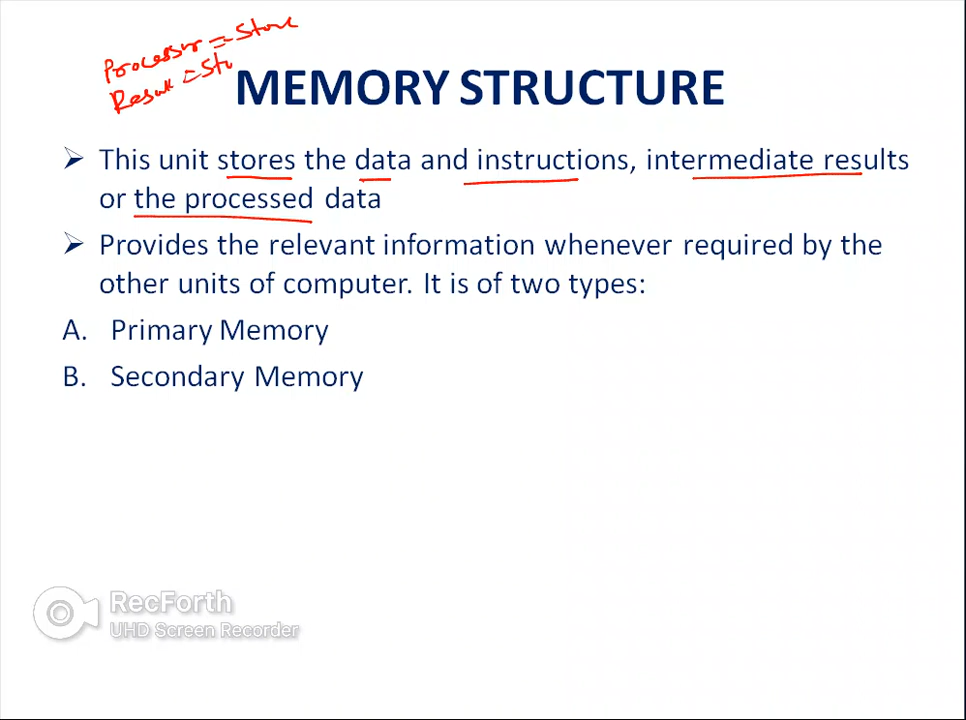 Processor = Store
Result = Sto
MEMORY STRUCTURE
➢ This unit stores the data and instructions, intermediate results
or the processed data
➢ Provides the relevant information whenever required by the
other units of computer. It is of two types:
A. Primary Memory
B. Secondary Memory
RecForth
UHD Screen Recorder